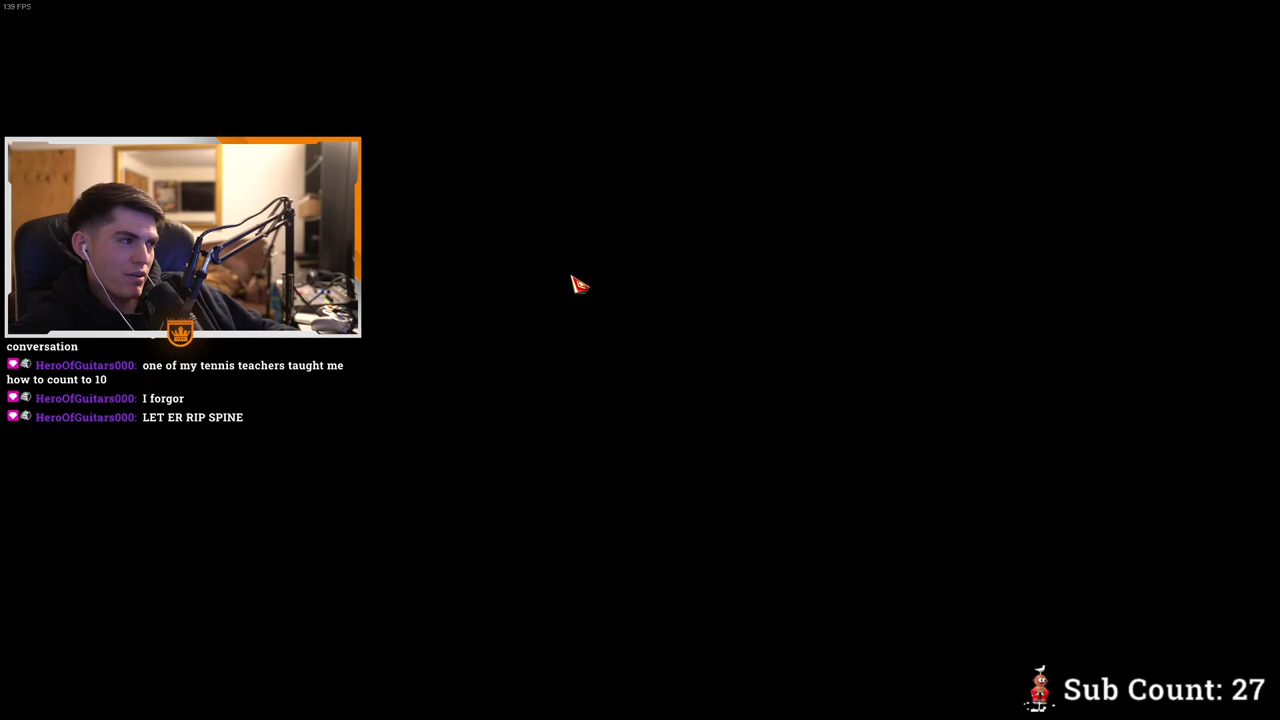 139 FPS
conversation
HeroOfGuitars000: one of my tennis teachers taught me
how to count to 10
HeroOfGuitars000: I forgor
HeroOfGuitars000: LET ER RIP SPINE
Sub Count: 27